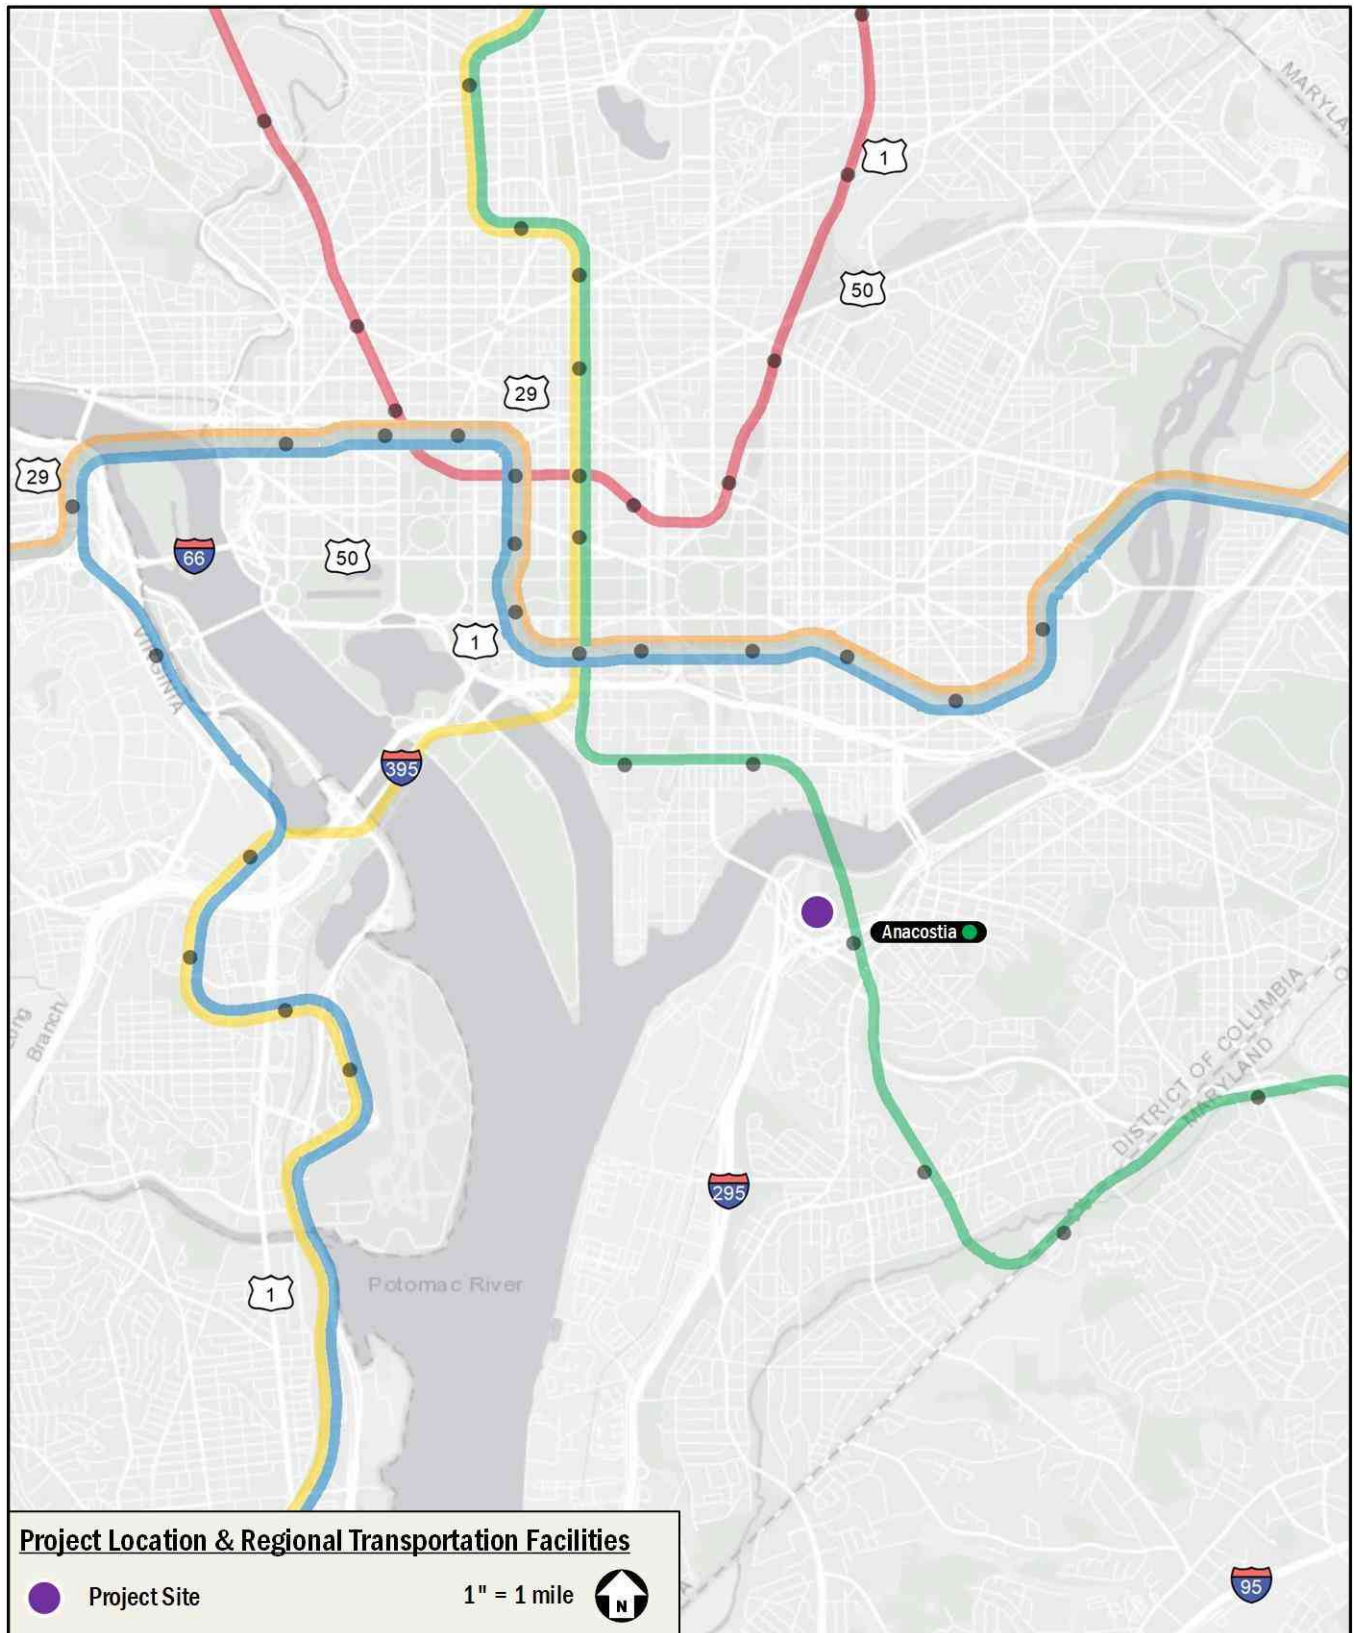 MARYLA
1
50
29
29
66
50
1
VIRGINIA
395
Anacostia
Branch
DISTRICT OF COLUMBIA
MARYLAND
295
Potomac River
1
Project Location & Regional Transportation Facilities
Project Site
1" = 1 mile
N
95